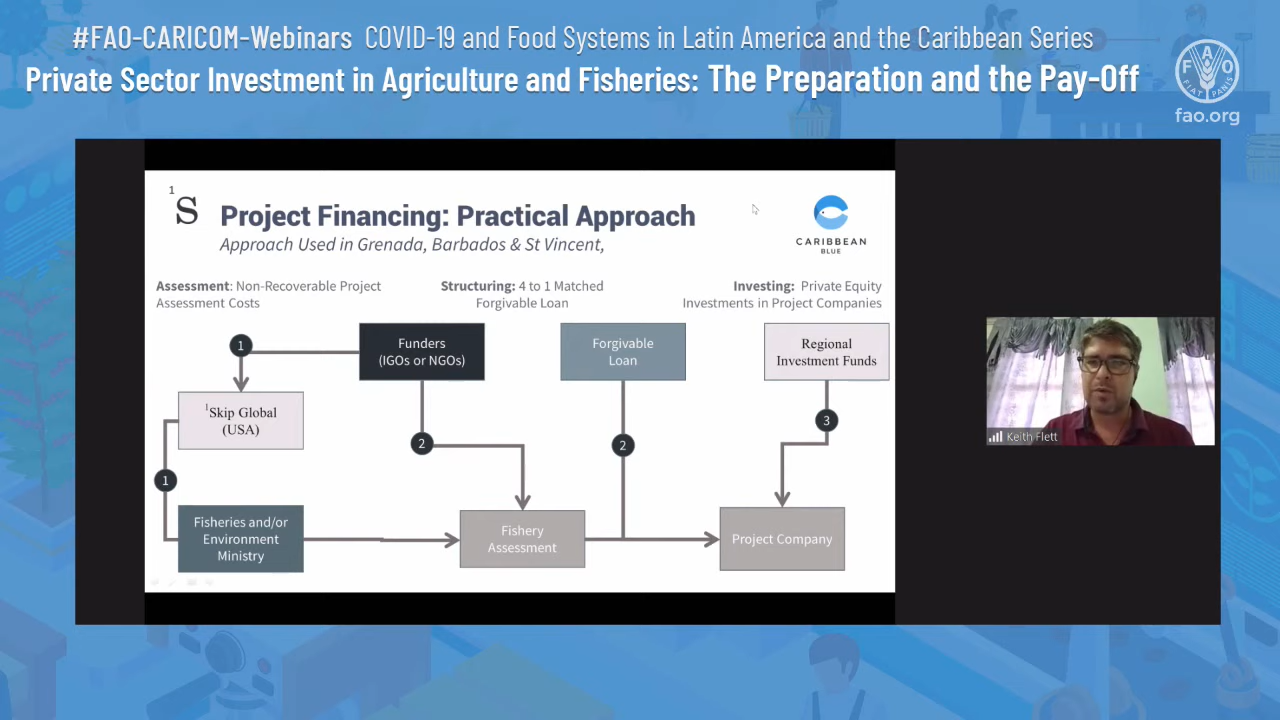 #FAO-CARICOM-Webinars COVID-19 and Food Systems in Latin America and the Caribbean Series
Private Sector Investment in Agriculture and Fisheries: The Preparation and the Pay-Off
F A O
FIAT PANIS
fao.org
1S
Project Financing: Practical Approach
Approach Used in Grenada, Barbados & St Vincent,
CARIBBEAN
BLUE
Assessment: Non-Recoverable Project
Assessment Costs
Structuring: 4 to 1 Matched
Forgivable Loan
Investing: Private Equity
Investments in Project Companies
1
Funders
(IGOs or NGOs)
Forgivable
Loan
Regional
Investment Funds
1Skip Global
(USA)
2
2
3
1
Fisheries and/or
Environment
Ministry
Fishery
Assessment
Project Company
Keith Flett